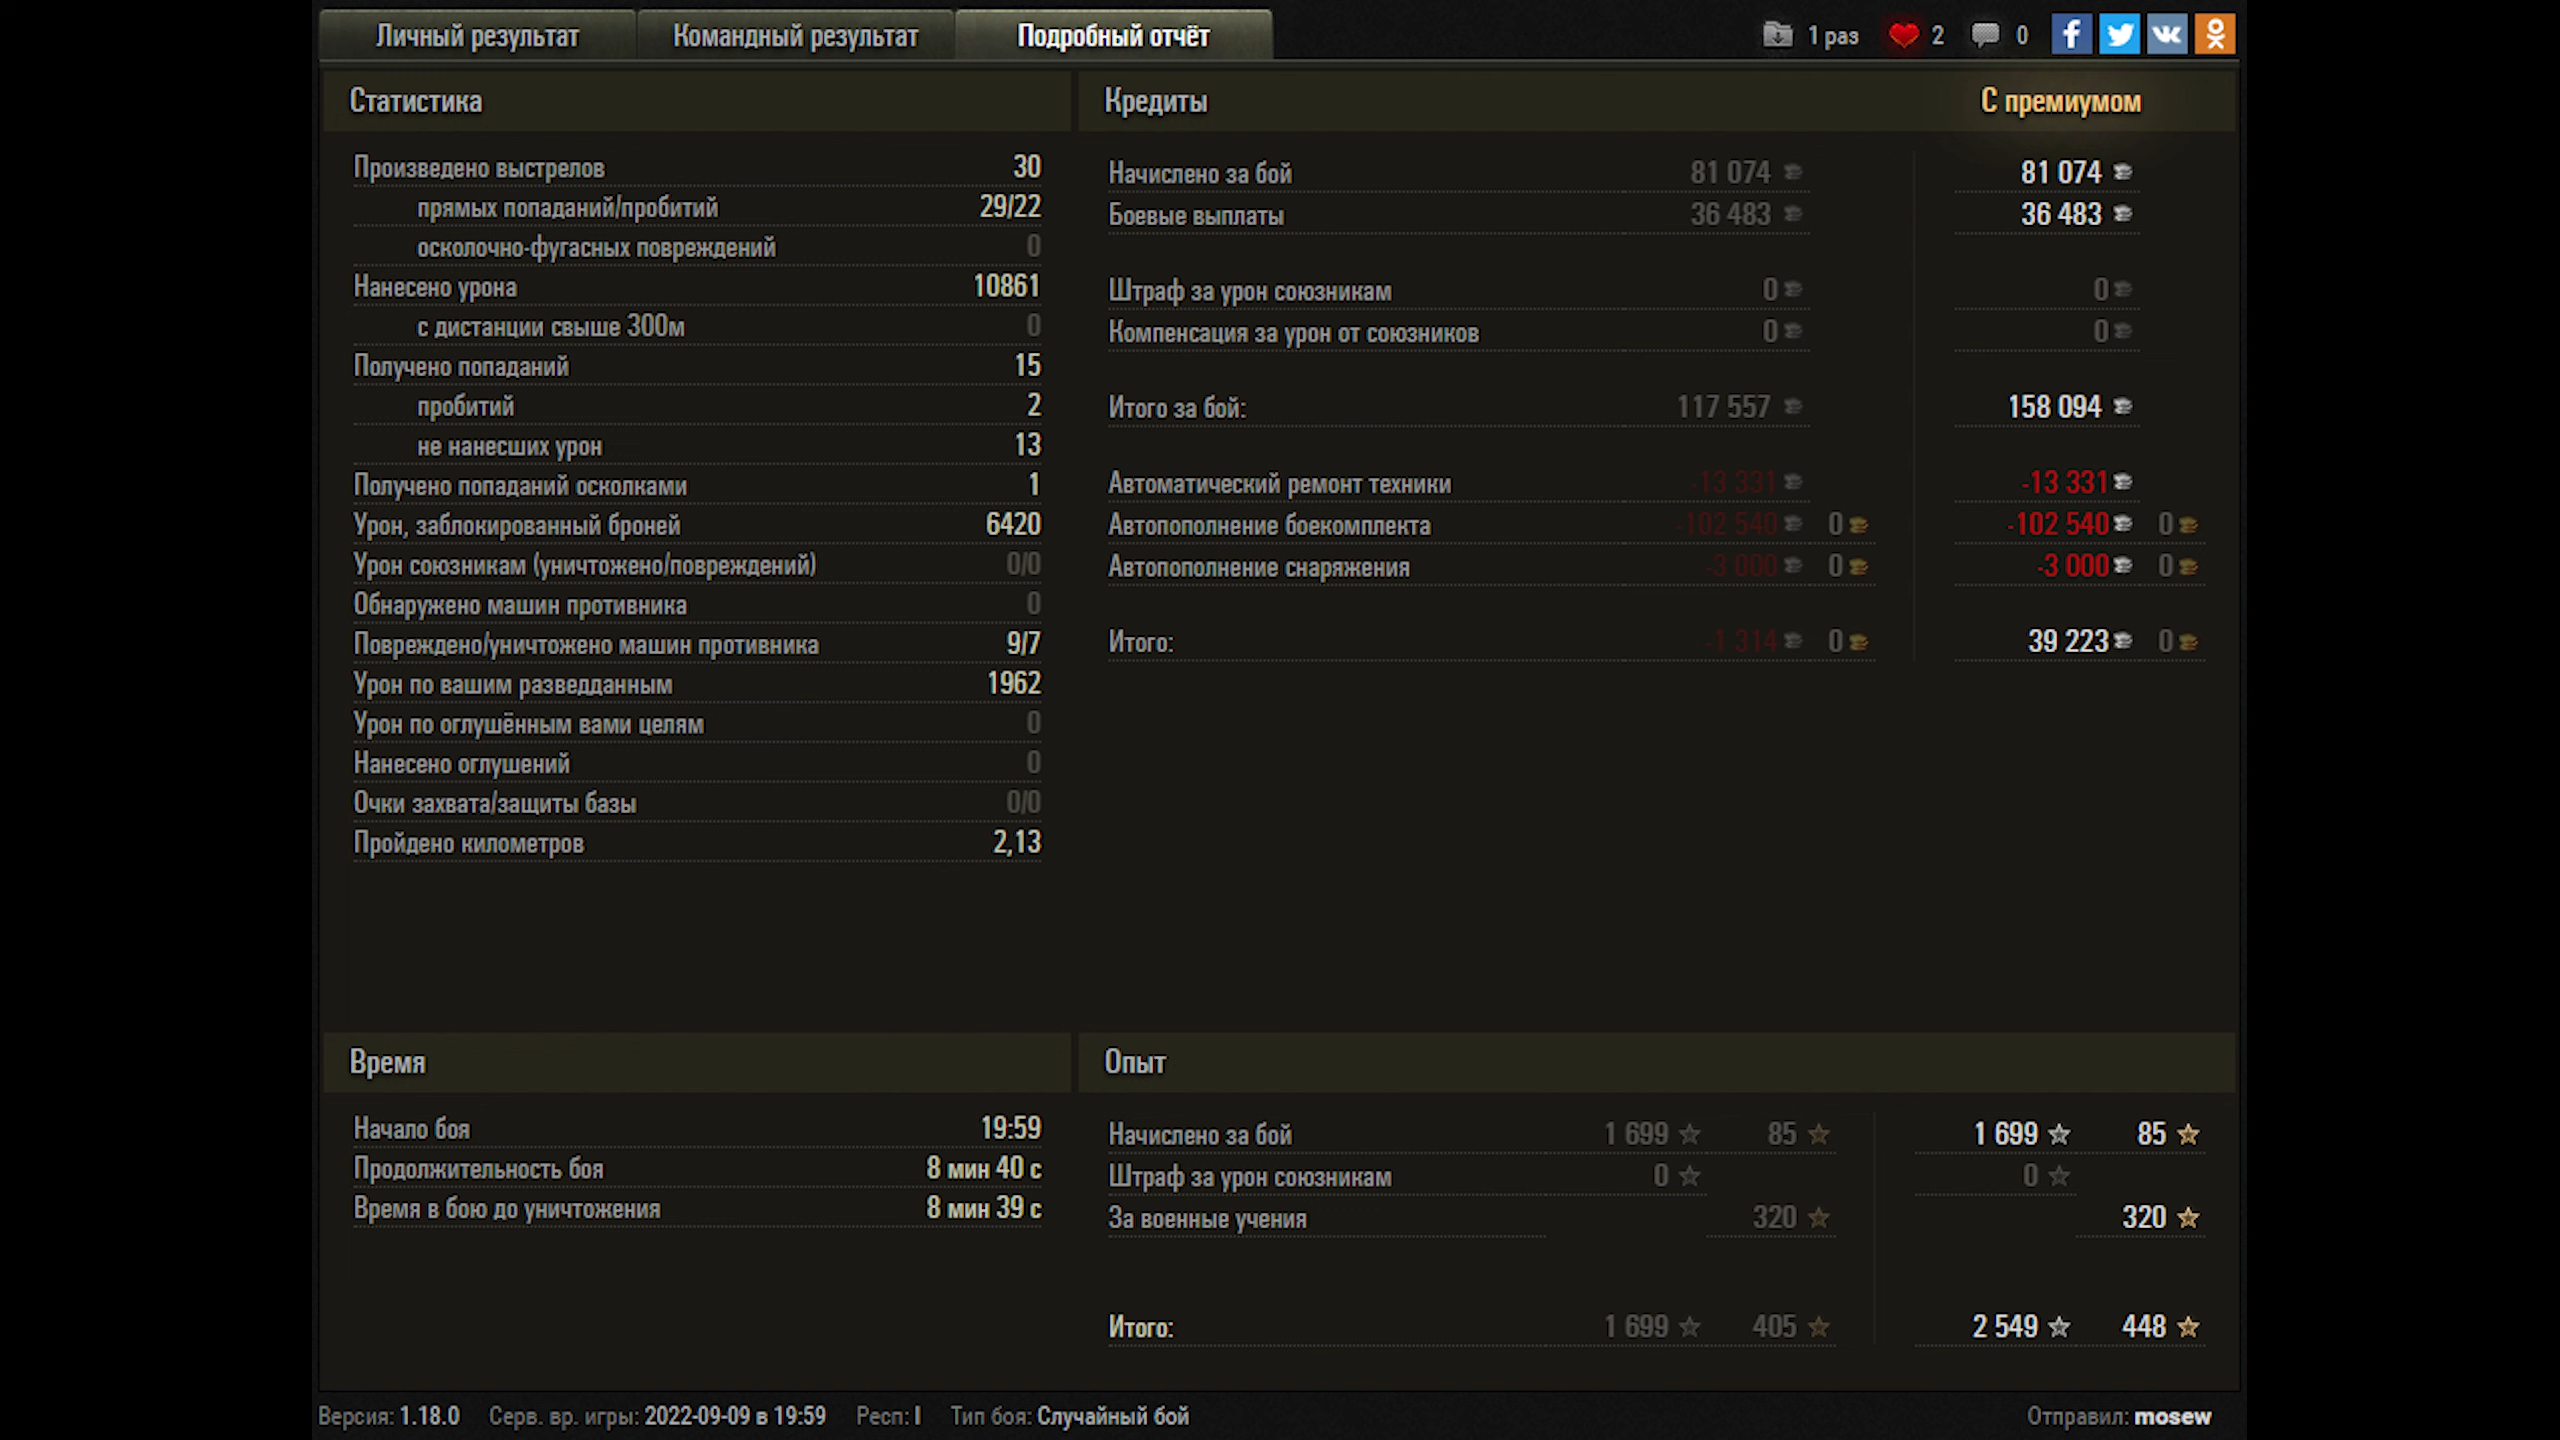 Личный результат Командный результат Подробный отчёт 1 раз 2 0
Статистика
Произведено выстрелов 30
прямых попаданий/пробитий 29/22
осколочно-фугасных повреждений 0
Нанесено урона 10861
с дистанции свыше 300м 0
Получено попаданий 15
пробитий 2
не нанесших урон 13
Получено попаданий осколками 1
Урон, заблокированный броней 6420
Урон союзникам (уничтожено/повреждений) 0/0
Обнаружено машин противника 0
Повреждено/уничтожено машин противника 9/7
Урон по вашим разведданным 1962
Урон по оглушённым вами целям 0
Нанесено оглушений 0
Очки захвата/защиты базы 0/0
Пройдено километров 2,13
Кредиты С премиумом
Начислено за бой 81 074 81 074
Боевые выплаты 36 483 36 483
Штраф за урон союзникам 0 0
Компенсация за урон от союзников 0 0
Итого за бой: 117 557 158 094
Автоматический ремонт техники -13 331 -13 331
Автопополнение боекомплекта -102 540 0 -102 540 0
Автопополнение снаряжения -3 000 0 -3 000 0
Итого: -1 314 0 39 223 0
Время
Начало боя 19:59
Продолжительность боя 8 мин 40 с
Время в бою до уничтожения 8 мин 39 с
Опыт
Начислено за бой 1 699 85 1 699 85
Штраф за урон союзникам 0 0
За военные учения 320 320
Итого: 1 699 405 2 549 448
Версия: 1.18.0 Серв. вр. игры: 2022-09-09 в 19:59 Респ: I Тип боя: Случайный бой Отправил: mosew